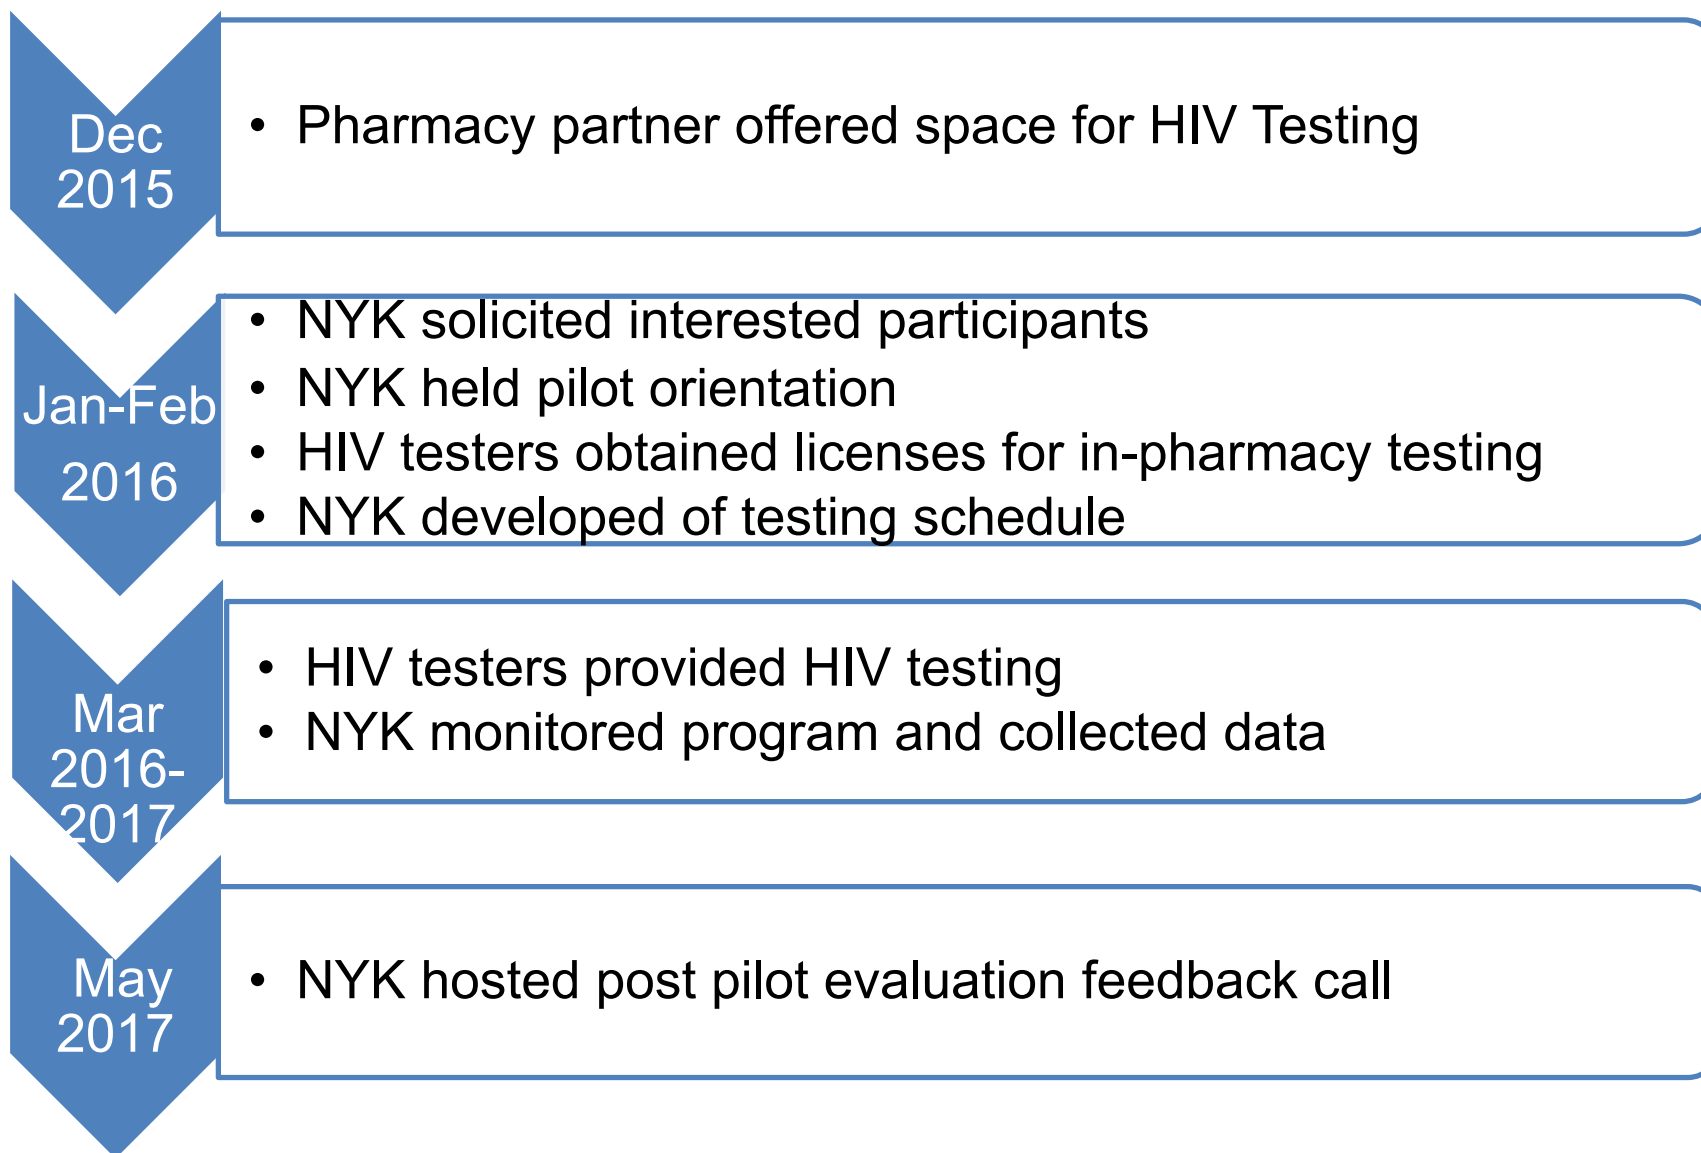 Dec
2015
• Pharmacy partner offered space for HIV Testing
Jan-Feb
2016
• NYK solicited interested participants
• NYK held pilot orientation
• HIV testers obtained licenses for in-pharmacy testing
• NYK developed of testing schedule
Mar
2016-
2017
• HIV testers provided HIV testing
• NYK monitored program and collected data
May
2017
• NYK hosted post pilot evaluation feedback call